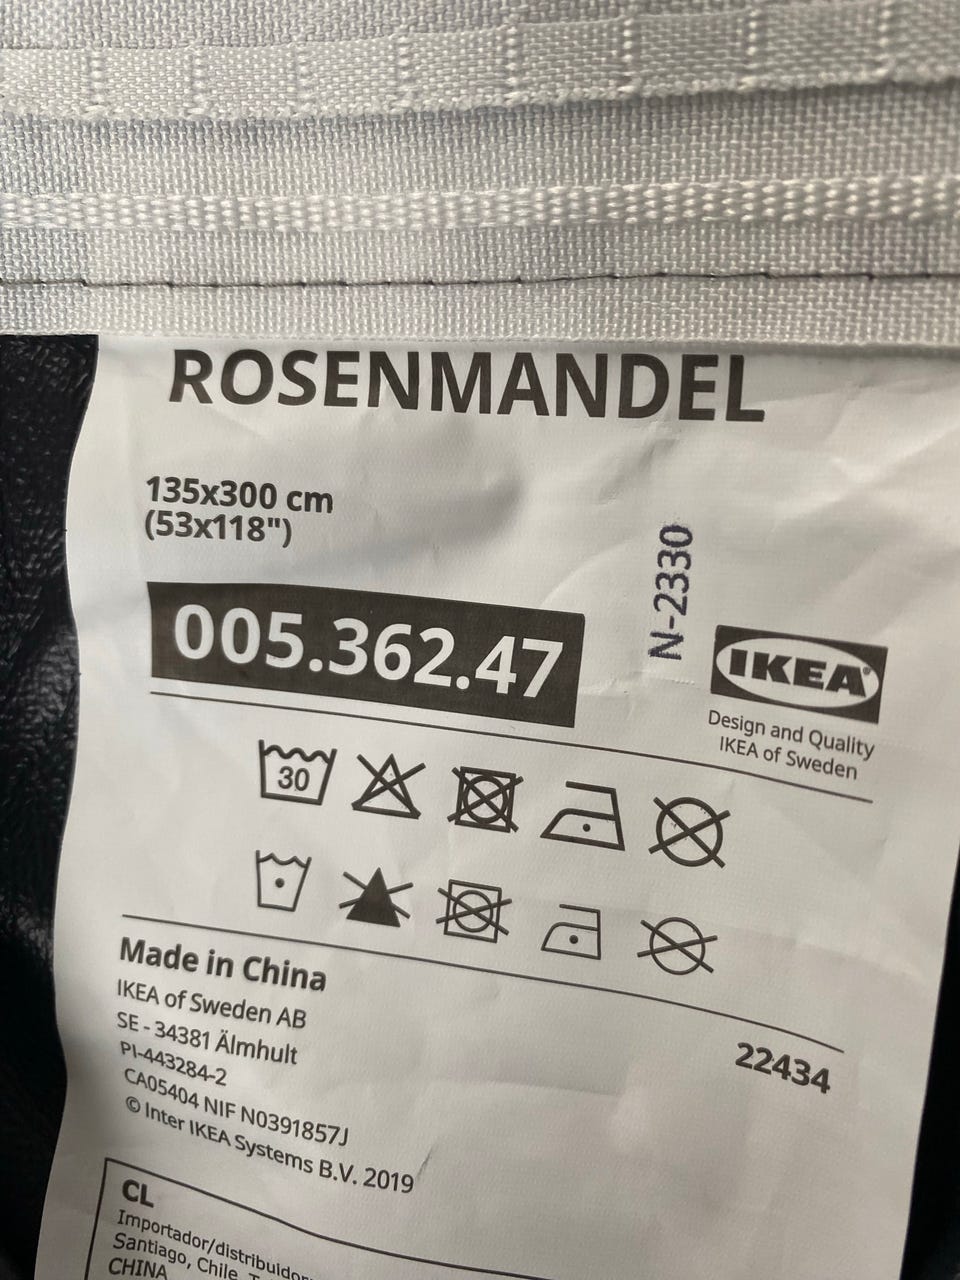 ROSENMANDEL
135x300 cm
(53x118")
N-2330
005.362.47
IKEA®
Design and Quality
IKEA of Sweden
30
Made in China
IKEA of Sweden AB
SE - 34381 Älmhult
PI-443284-2
CA05404 NIF N0391857J
© Inter IKEA Systems B.V. 2019
22434
CL
Importador/distribuidor
Santiago, Chile, T
CHINA